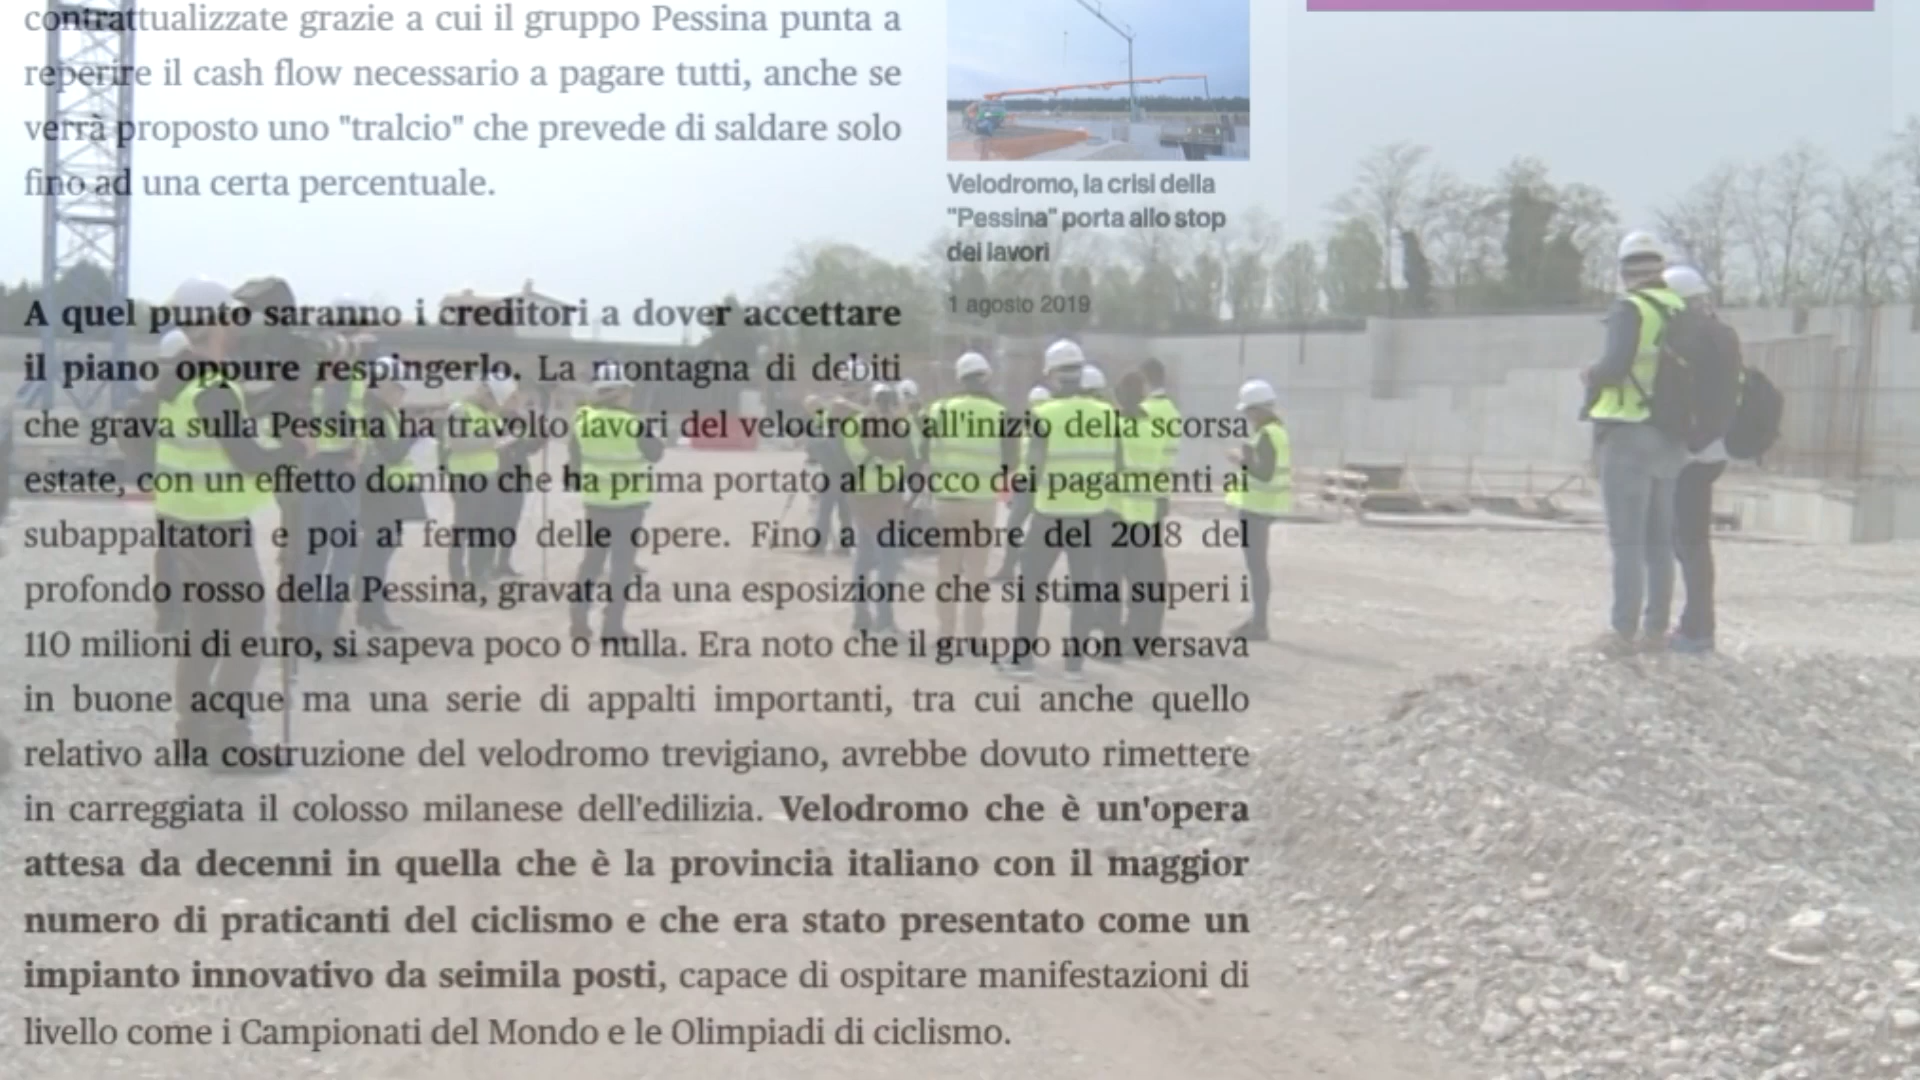 contrattualizzate grazie a cui il gruppo Pessina punta a
reperire il cash flow necessario a pagare tutti, anche se
verrà proposto uno "tralcio" che prevede di saldare solo
fino ad una certa percentuale.
Velodromo, la crisi della
"Pessina" porta allo stop
dei lavori
1 agosto 2019
A quel punto saranno i creditori a dover accettare
il piano oppure respingerlo. La montagna di debiti
che grava sulla Pessina ha travolto lavori del velodromo all'inizio della scorsa
estate, con un effetto domino che ha prima portato al blocco dei pagamenti ai
subappaltatori e poi al fermo delle opere. Fino a dicembre del 2018 del
profondo rosso della Pessina, gravata da una esposizione che si stima superi i
110 milioni di euro, si sapeva poco o nulla. Era noto che il gruppo non versava
in buone acque ma una serie di appalti importanti, tra cui anche quello
relativo alla costruzione del velodromo trevigiano, avrebbe dovuto rimettere
in carreggiata il colosso milanese dell'edilizia. Velodromo che è un'opera
attesa da decenni in quella che è la provincia italiano con il maggior
numero di praticanti del ciclismo e che era stato presentato come un
impianto innovativo da seimila posti, capace di ospitare manifestazioni di
livello come i Campionati del Mondo e le Olimpiadi di ciclismo.